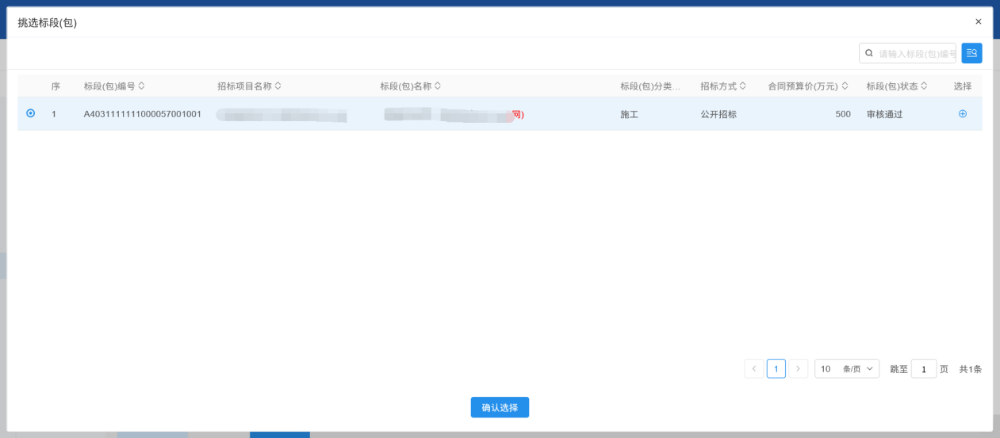 挑选标段(包)
请输入标段(包)编号
序 标段(包)编号 招标项目名称 标段(包)名称 标段(包)分类... 招标方式 合同预算价(万元) 标段(包)状态 选择
1 A4031111111000057001001 网) 施工 公开招标 500 审核通过
1 10 条/页 跳至 1 页 共1条
确认选择